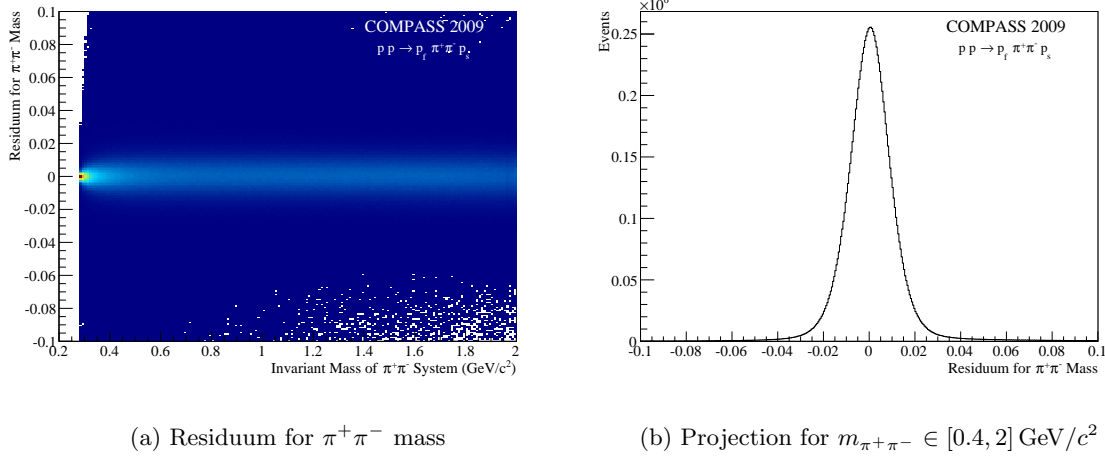 Residuum for π⁺π⁻ Mass
0.1
0.08
0.06
0.04
0.02
0
-0.02
-0.04
-0.06
-0.08
-0.1
COMPASS 2009
p p → p_f π⁺π⁻ p_s
0.2 0.4 0.6 0.8 1 1.2 1.4 1.6 1.8 2
Invariant Mass of π⁺π⁻ System (GeV/c²)
(a) Residuum for π⁺π⁻ mass
Events
0.25
0.2
0.15
0.1
0.05
0
COMPASS 2009
p p → p_f π⁺π⁻ p_s
-0.1 -0.08 -0.06 -0.04 -0.02 0 0.02 0.04 0.06 0.08 0.1
Residuum for π⁺π⁻ Mass
(b) Projection for m_{π⁺π⁻} ∈ [0.4, 2] GeV/c²